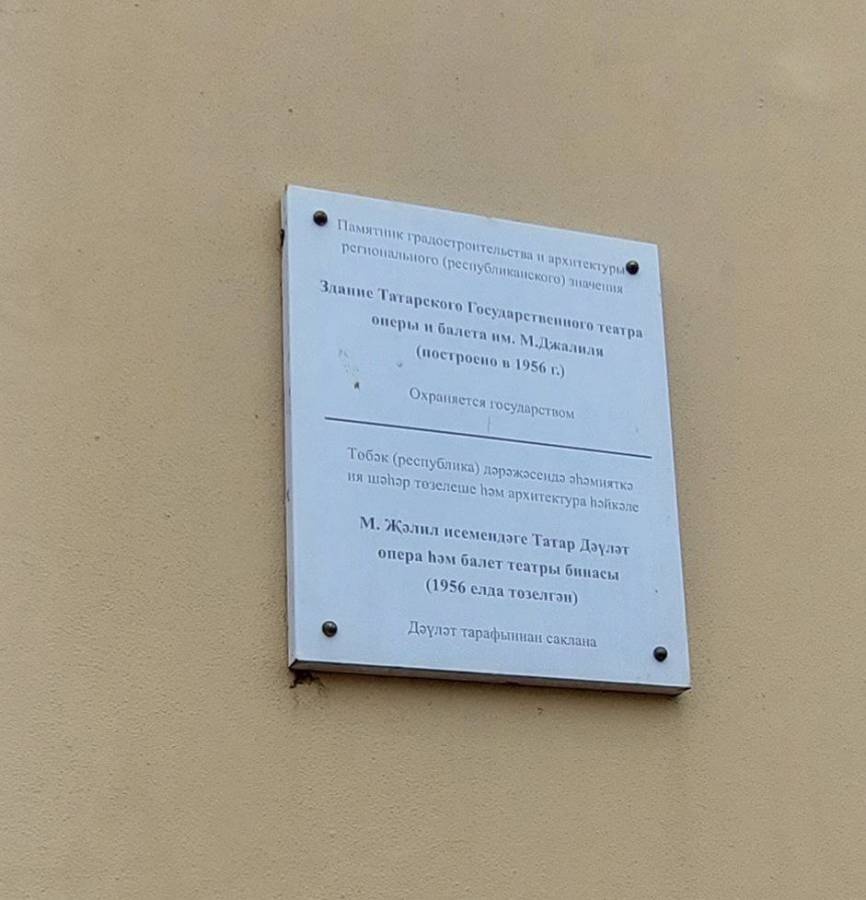 Памятник градостроительства и архитектуры
регионального (республиканского) значения
Здание Татарского Государственного театра
оперы и балета им. М.Джалиля
(построено в 1956 г.)
Охраняется государством
Төбәк (республика) дәрәҗәсендә әһәмияткә
ия шәһәр төзелеше һәм архитектура һәйкәле
М. Җәлил исемендәге Татар Дәүләт
опера һәм балет театры бинасы
(1956 елда төзелгән)
Дәүләт тарафыннан саклана